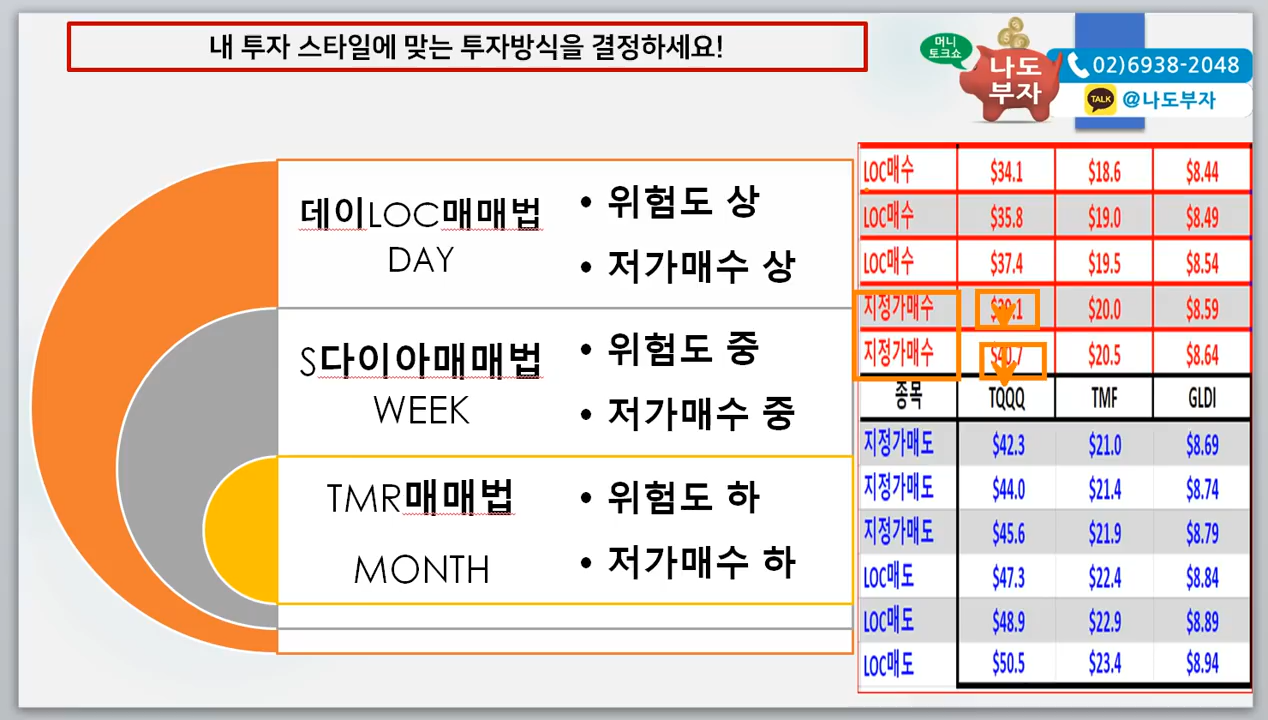 내 투자 스타일에 맞는 투자방식을 결정하세요!
머니
토크쇼
나도
부자
02)6938-2048
TALK
@나도부자
데이LOC매매법
DAY
• 위험도 상
• 저가매수 상
S다이아매매법
WEEK
• 위험도 중
• 저가매수 중
TMR매매법
MONTH
• 위험도 하
• 저가매수 하
LOC매수 $34.1 $18.6 $8.44
LOC매수 $35.8 $19.0 $8.49
LOC매수 $37.4 $19.5 $8.54
지정가매수 $20.0 $8.59
지정가매수 $20.5 $8.64
종목 TQQQ TMF GLDI
지정가매도 $42.3 $21.0 $8.69
지정가매도 $44.0 $21.4 $8.74
지정가매도 $45.6 $21.9 $8.79
LOC매도 $47.3 $22.4 $8.84
LOC매도 $48.9 $22.9 $8.89
LOC매도 $50.5 $23.4 $8.94